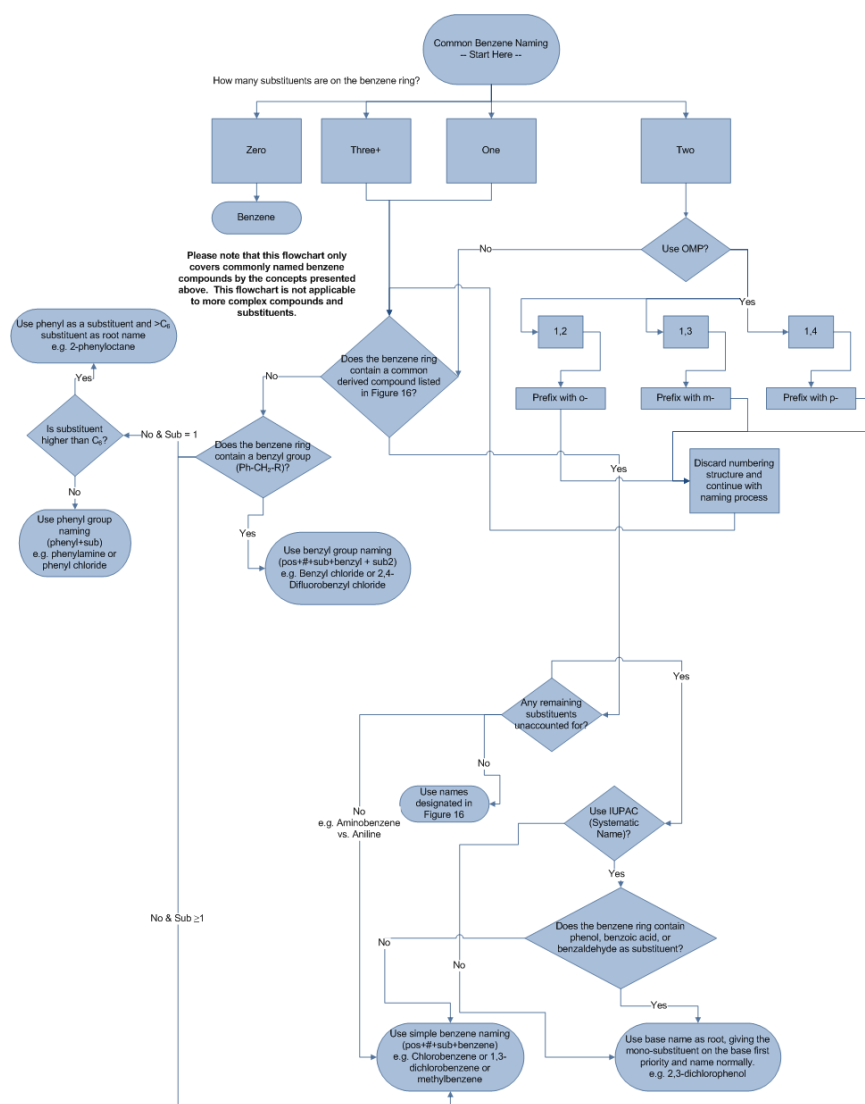 Common Benzene Naming
-- Start Here --
How many substituents are on the benzene ring?
Zero
Three+
One
Two
Benzene
Use OMP?
No
Yes
Please note that this flowchart only
covers commonly named benzene
compounds by the concepts presented
above. This flowchart is not applicable
to more complex compounds and
substituents.
1,2
1,3
1,4
Prefix with o-
Prefix with m-
Prefix with p-
Use phenyl as a substituent and >C₆
substituent as root name
e.g. 2-phenyloctane
Does the benzene ring
contain a common
derived compound listed
in Figure 16?
Yes
No
Is substituent
higher than C₆?
No & Sub = 1
Does the benzene ring
contain a benzyl group
(Ph-CH₂-R)?
Yes
Discard numbering
structure and
continue with
naming process
No
Use phenyl group
naming
(phenyl+sub)
e.g. phenylamine or
phenyl chloride
Yes
Use benzyl group naming
(pos+#+sub+benzyl + sub2)
e.g. Benzyl chloride or 2,4-
Difluorobenzyl chloride
Yes
Any remaining
substituents
unaccounted for?
No
Use names
designated in
Figure 16
No
e.g. Aminobenzene
vs. Aniline
Use IUPAC
(Systematic
Name)?
Yes
No & Sub ≥1
Does the benzene ring contain
phenol, benzoic acid, or
benzaldehyde as substituent?
No
No
Yes
Use simple benzene naming
(pos+#+sub+benzene)
e.g. Chlorobenzene or 1,3-
dichlorobenzene or
methylbenzene
Use base name as root, giving the
mono-substituent on the base first
priority and name normally.
e.g. 2,3-dichlorophenol